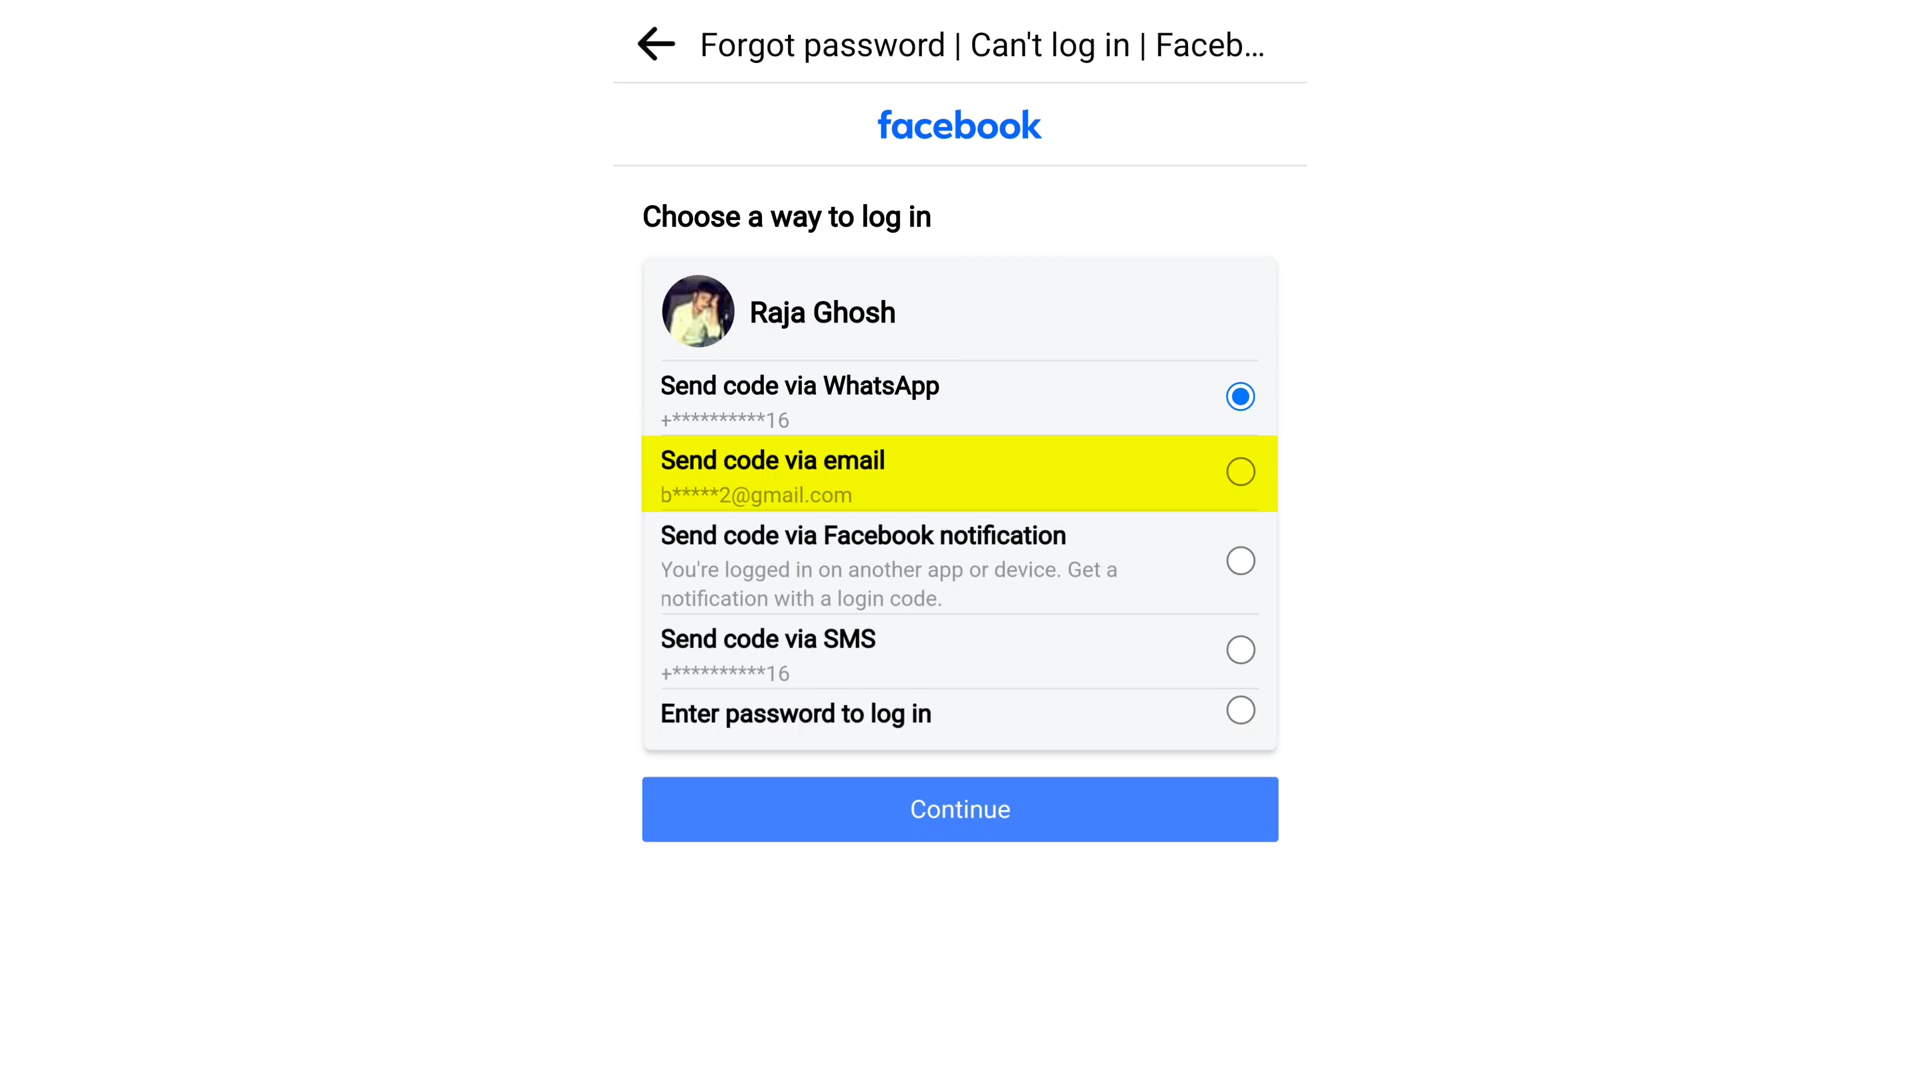 Forgot password | Can't log in | Faceb...
facebook
Choose a way to log in
Raja Ghosh
Send code via WhatsApp
+**********16
Send code via email
b*****2@gmail.com
Send code via Facebook notification
You're logged in on another app or device. Get a
notification with a login code.
Send code via SMS
+**********16
Enter password to log in
Continue